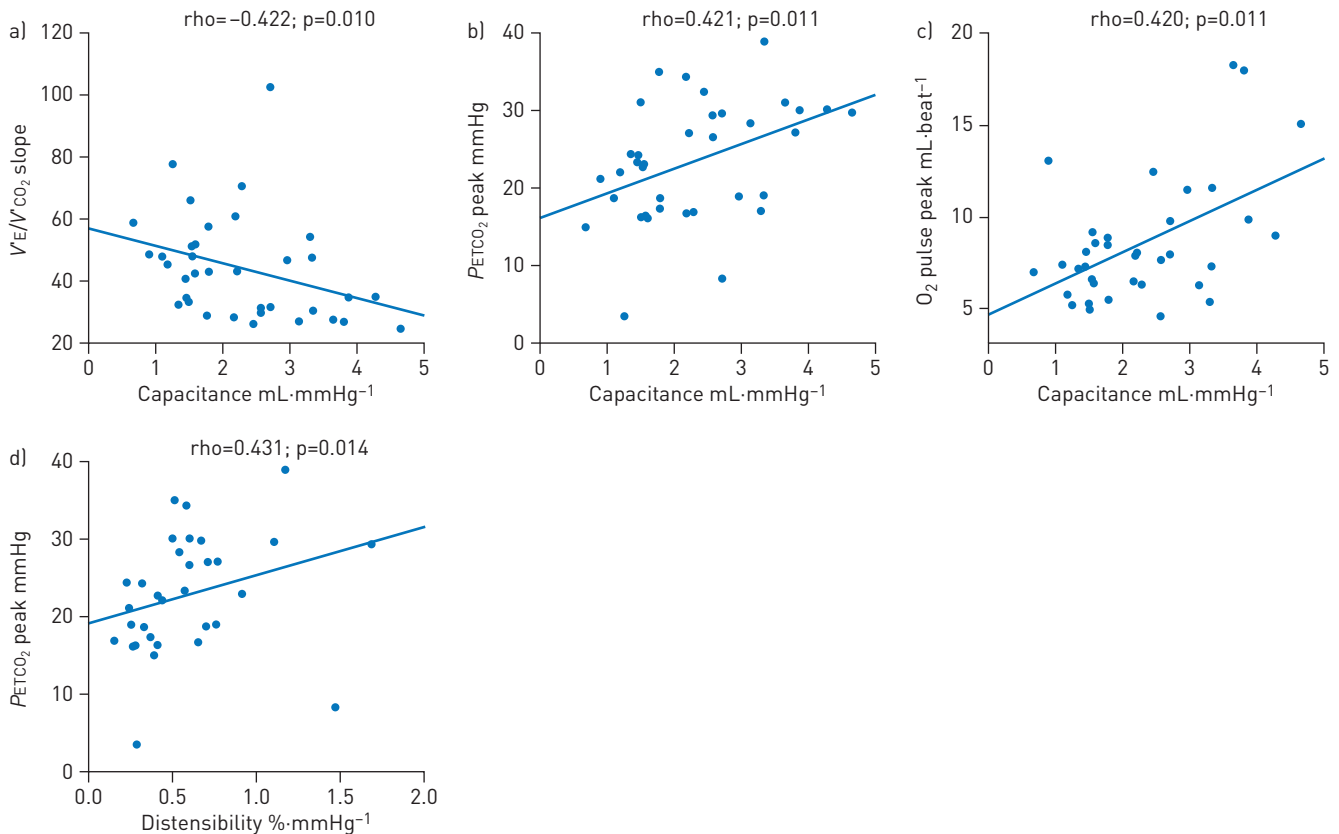 a)
rho=−0.422; p=0.010
120
100
80
60
40
20
V'E/V'CO2 slope
0 1 2 3 4 5
Capacitance mL·mmHg−1
b)
rho=0.421; p=0.011
40
30
20
10
0
PETCO2 peak mmHg
0 1 2 3 4 5
Capacitance mL·mmHg−1
c)
rho=0.420; p=0.011
20
15
10
5
O2 pulse peak mL·beat−1
0 1 2 3 4 5
Capacitance mL·mmHg−1
d)
rho=0.431; p=0.014
40
30
20
10
0
PETCO2 peak mmHg
0.0 0.5 1.0 1.5 2.0
Distensibility %·mmHg−1